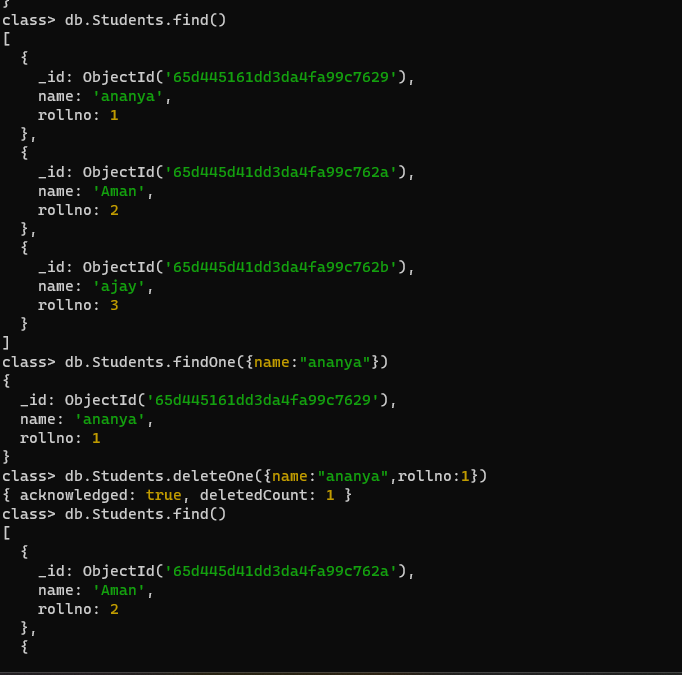 }
class> db.Students.find()
[
  {
    _id: ObjectId('65d445161dd3da4fa99c7629'),
    name: 'ananya',
    rollno: 1
  },
  {
    _id: ObjectId('65d445d41dd3da4fa99c762a'),
    name: 'Aman',
    rollno: 2
  },
  {
    _id: ObjectId('65d445d41dd3da4fa99c762b'),
    name: 'ajay',
    rollno: 3
  }
]
class> db.Students.findOne({name:"ananya"})
{
  _id: ObjectId('65d445161dd3da4fa99c7629'),
  name: 'ananya',
  rollno: 1
}
class> db.Students.deleteOne({name:"ananya",rollno:1})
{ acknowledged: true, deletedCount: 1 }
class> db.Students.find()
[
  {
    _id: ObjectId('65d445d41dd3da4fa99c762a'),
    name: 'Aman',
    rollno: 2
  },
  {